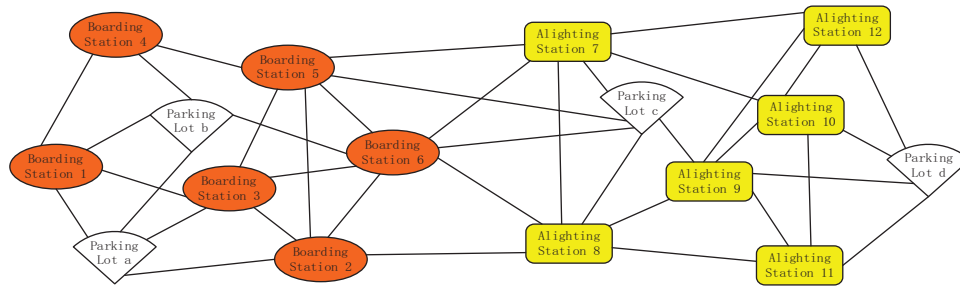 Boarding
Station 4
Boarding
Station 5
Alighting
Station 7
Alighting
Station 12
Parking
Lot b
Parking
Lot c
Alighting
Station 10
Boarding
Station 1
Boarding
Station 3
Boarding
Station 6
Alighting
Station 9
Parking
Lot d
Parking
Lot a
Boarding
Station 2
Alighting
Station 8
Alighting
Station 11